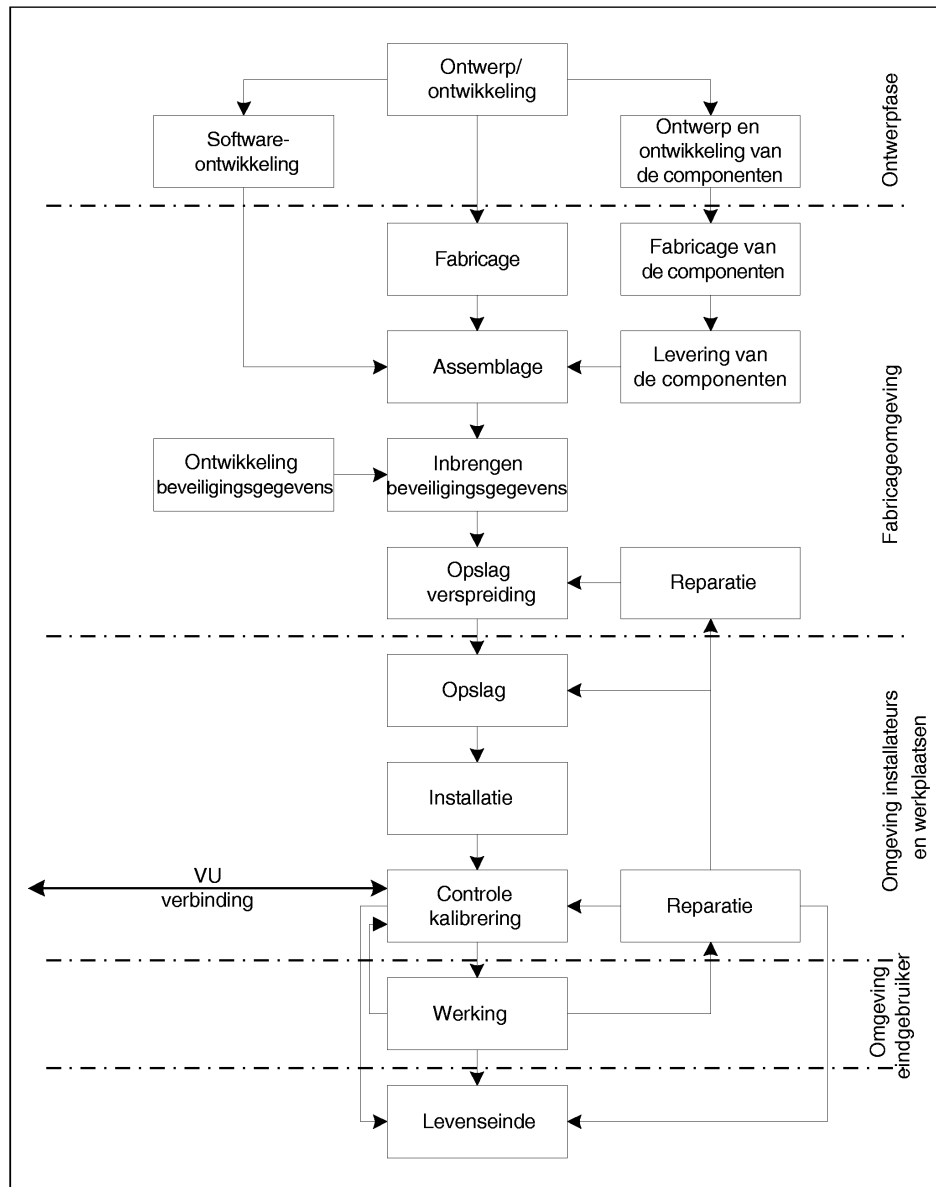 Ontwerp/
ontwikkeling
Software-
ontwikkeling
Ontwerp en
ontwikkeling van
de componenten
Ontwerpfase
Fabricage
Fabricage van
de componenten
Assemblage
Levering van
de componenten
Ontwikkeling
beveiligingsgegevens
Inbrengen
beveiligingsgegevens
Fabricageomgeving
Opslag
verspreiding
Reparatie
Opslag
Installatie
Omgeving installateurs
en werkplaatsen
VU
verbinding
Controle
kalibrering
Reparatie
Werking
Omgeving
eindgebruiker
Levenseinde